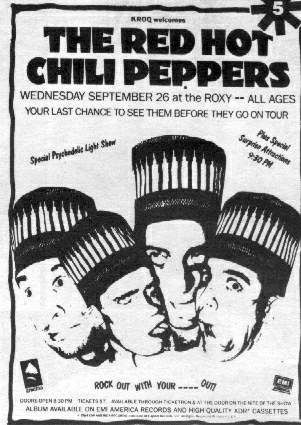 5
KROQ welcomes
THE RED HOT
CHILI PEPPERS
WEDNESDAY SEPTEMBER 26 at the ROXY -- ALL AGES
YOUR LAST CHANCE TO SEE THEM BEFORE THEY GO ON TOUR
Special Psychedelic Light Show
Plus Special
Surprise Attractions
9:30 PM
ROCK OUT WITH YOUR ---- OUT!
EMI
AMERICA
DOORS OPEN 8:30 PM TICKETS $7. AVAILABLE THROUGH TICKETRON & AT THE DOOR ON THE NITE OF THE SHOW
ALBUM AVAILABLE ON EMI AMERICA RECORDS AND HIGH QUALITY XDR® CASSETTES